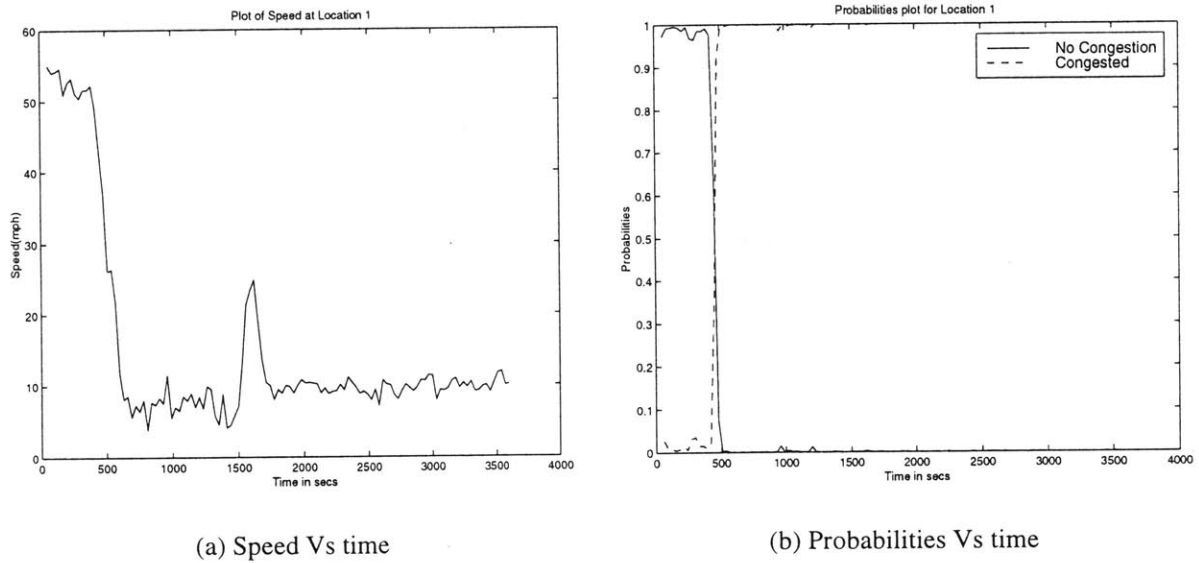 Plot of Speed at Location 1
60
50
40
30
20
10
0
Speed(mph)
0 500 1000 1500 2000 2500 3000 3500 4000
Time in secs
(a) Speed Vs time
Probabilities plot for Location 1
No Congestion
Congested
1
0.9
0.8
0.7
0.6
0.5
0.4
0.3
0.2
0.1
0
Probabilities
0 500 1000 1500 2000 2500 3000 3500 4000
Time in secs
(b) Probabilities Vs time